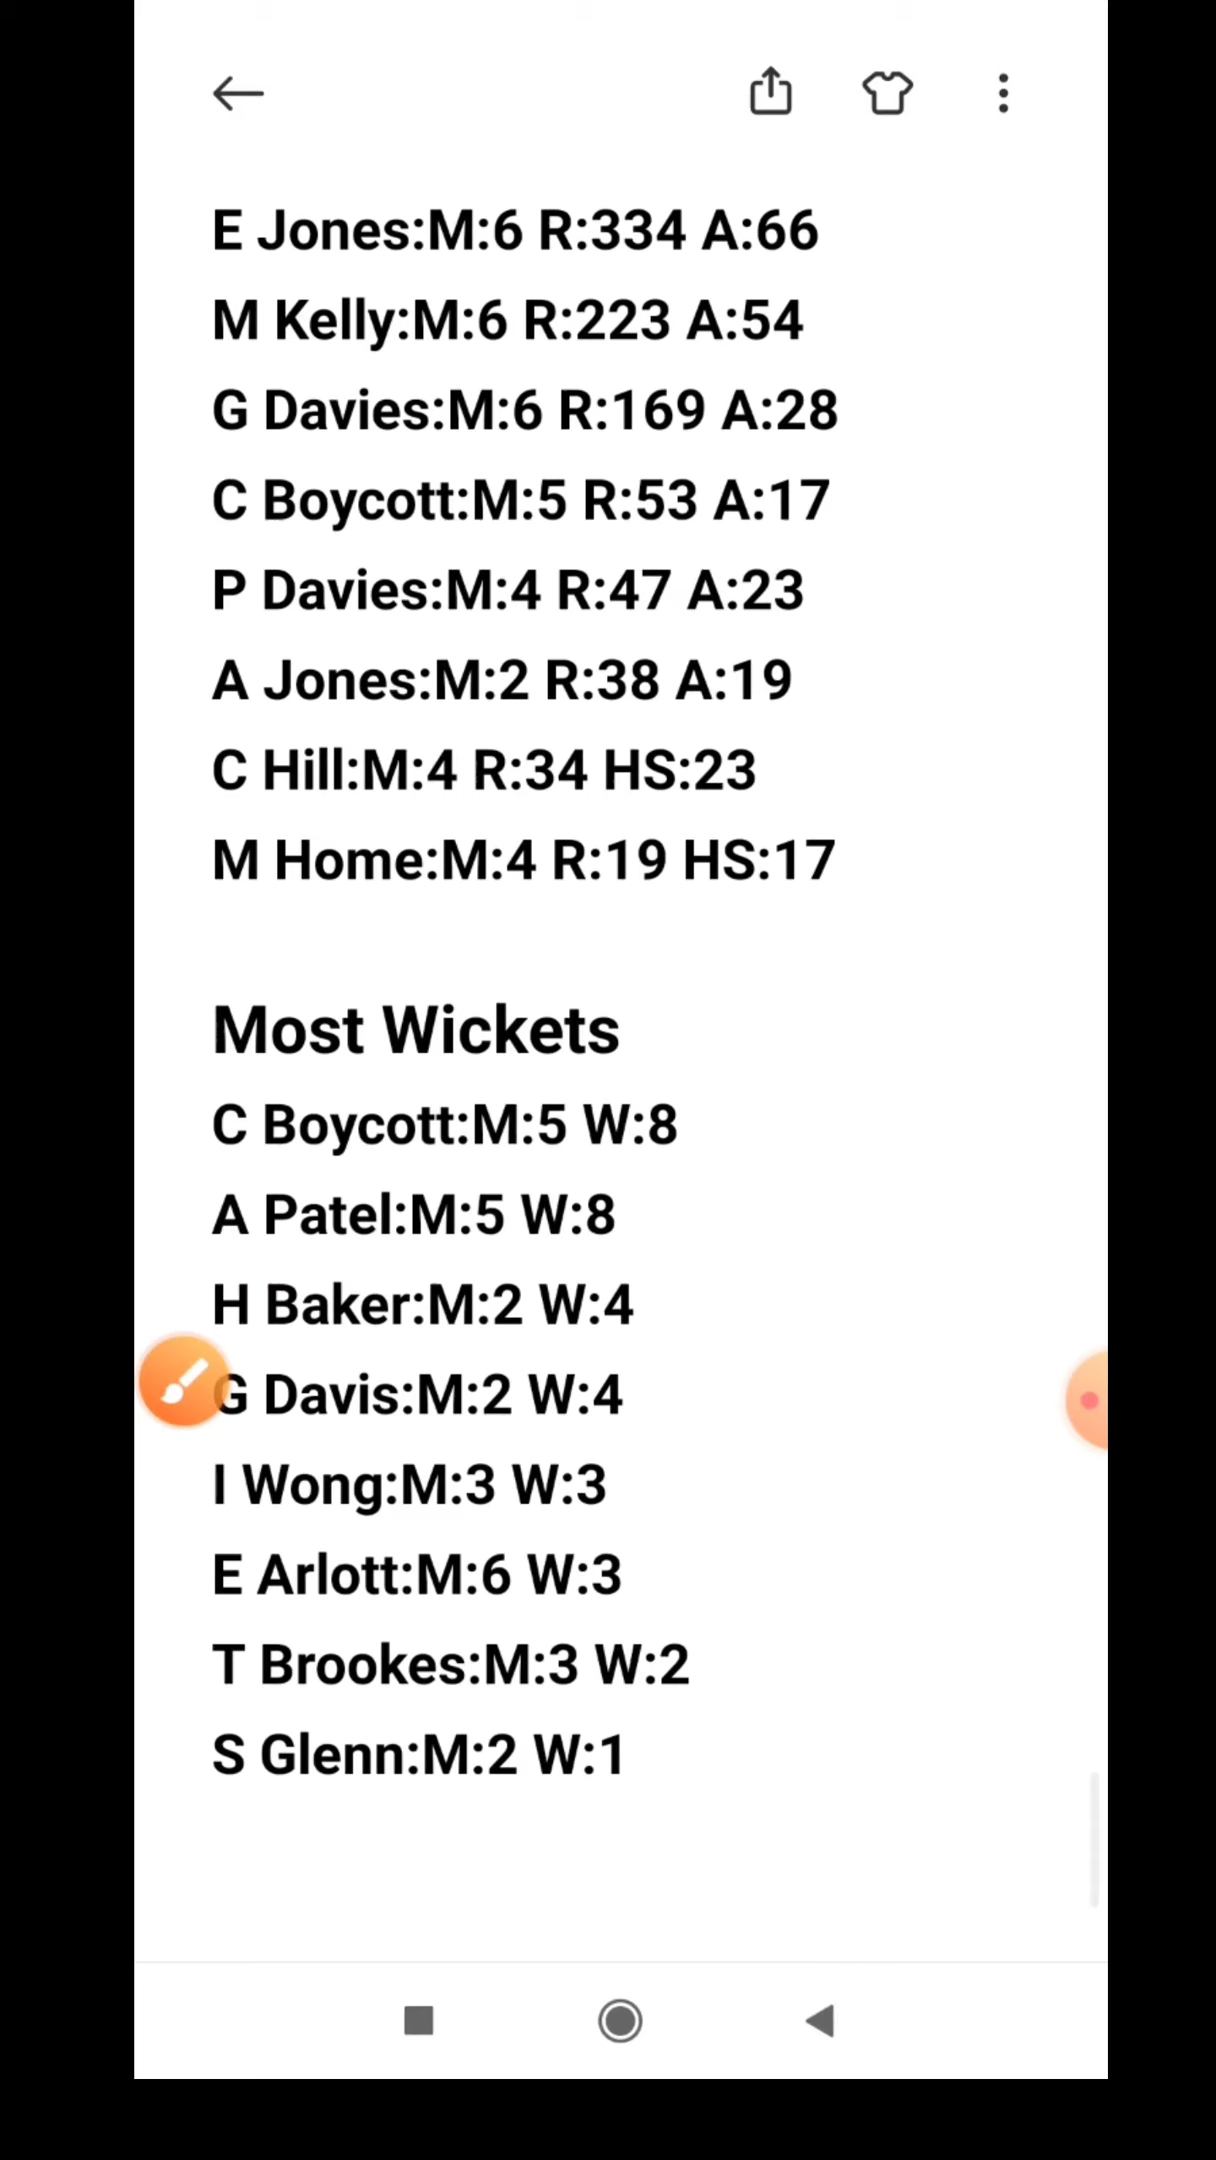 E Jones:M:6 R:334 A:66
M Kelly:M:6 R:223 A:54
G Davies:M:6 R:169 A:28
C Boycott:M:5 R:53 A:17
P Davies:M:4 R:47 A:23
A Jones:M:2 R:38 A:19
C Hill:M:4 R:34 HS:23
M Home:M:4 R:19 HS:17
Most Wickets
C Boycott:M:5 W:8
A Patel:M:5 W:8
H Baker:M:2 W:4
G Davis:M:2 W:4
I Wong:M:3 W:3
E Arlott:M:6 W:3
T Brookes:M:3 W:2
S Glenn:M:2 W:1